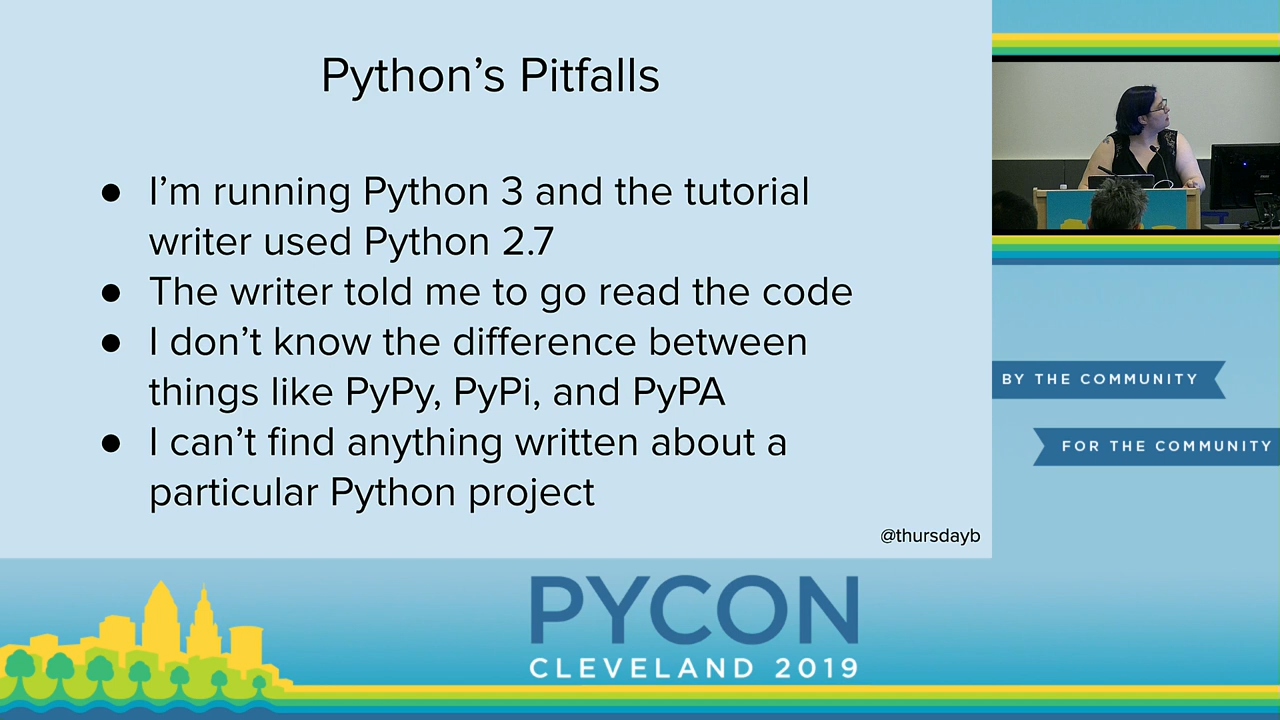 Python’s Pitfalls
● I’m running Python 3 and the tutorial
writer used Python 2.7
● The writer told me to go read the code
● I don’t know the difference between
things like PyPy, PyPi, and PyPA
● I can’t find anything written about a
particular Python project
@thursdayb
BY THE COMMUNITY
FOR THE COMMUNITY
PYCON
CLEVELAND 2019